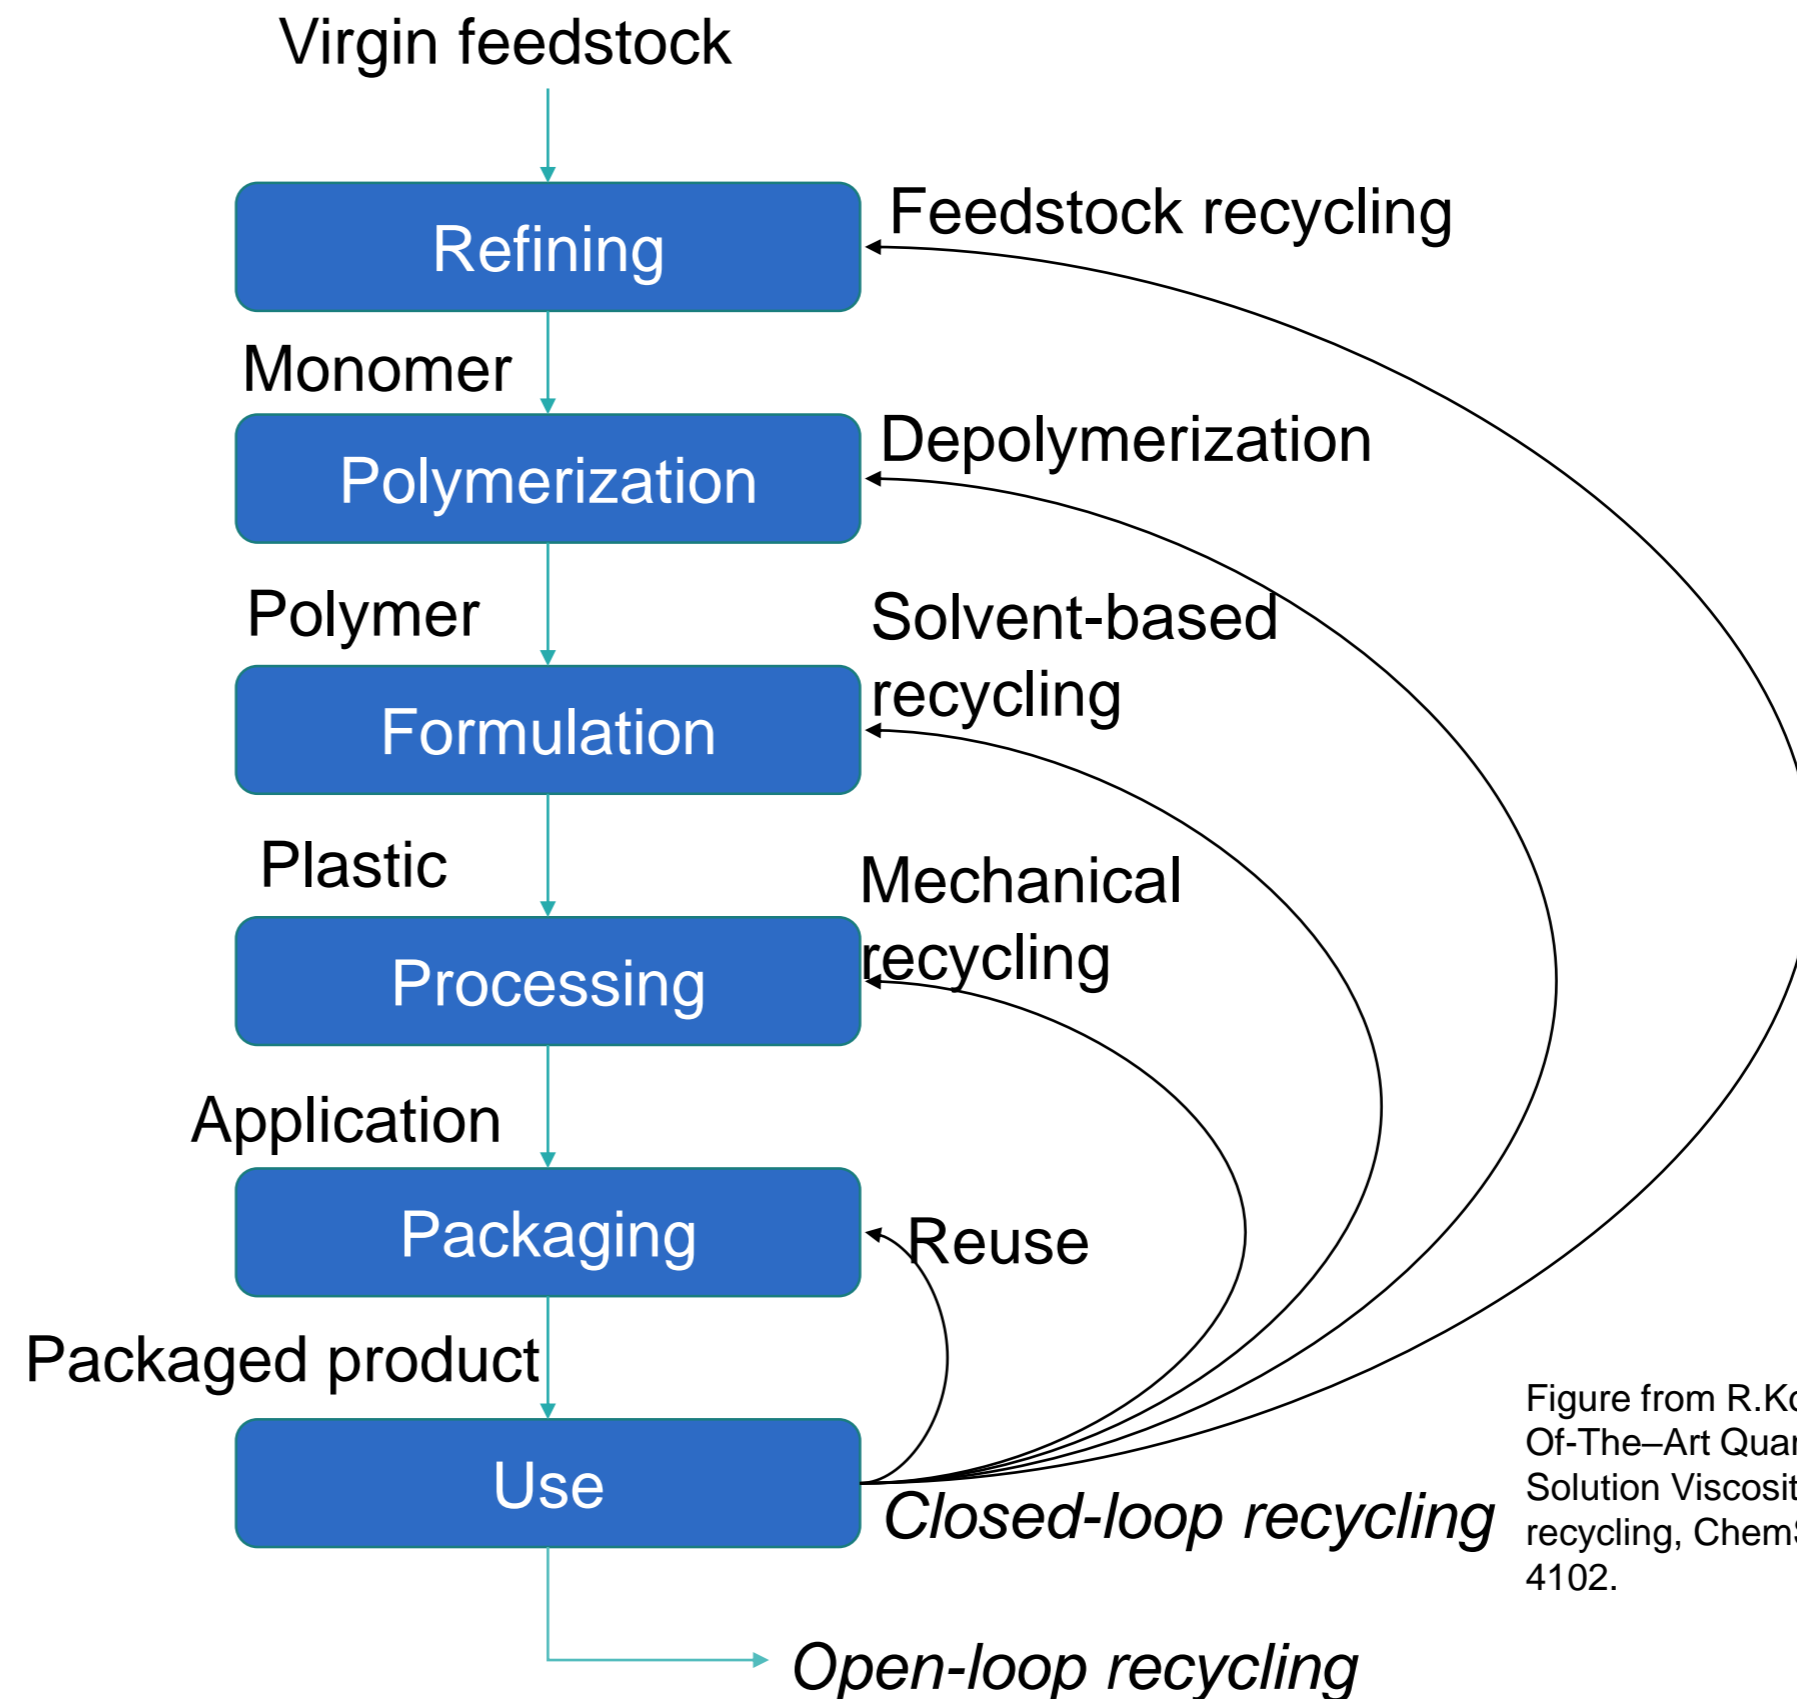 Virgin feedstock
Refining
Feedstock recycling
Monomer
Depolymerization
Polymerization
Polymer
Solvent-based
recycling
Formulation
Plastic
Mechanical
recycling
Processing
Application
Packaging
Reuse
Packaged product
Figure from
Of-The–Art
Use
Solution
Closed-loop recycling
recycling,
4102.
Open-loop recycling